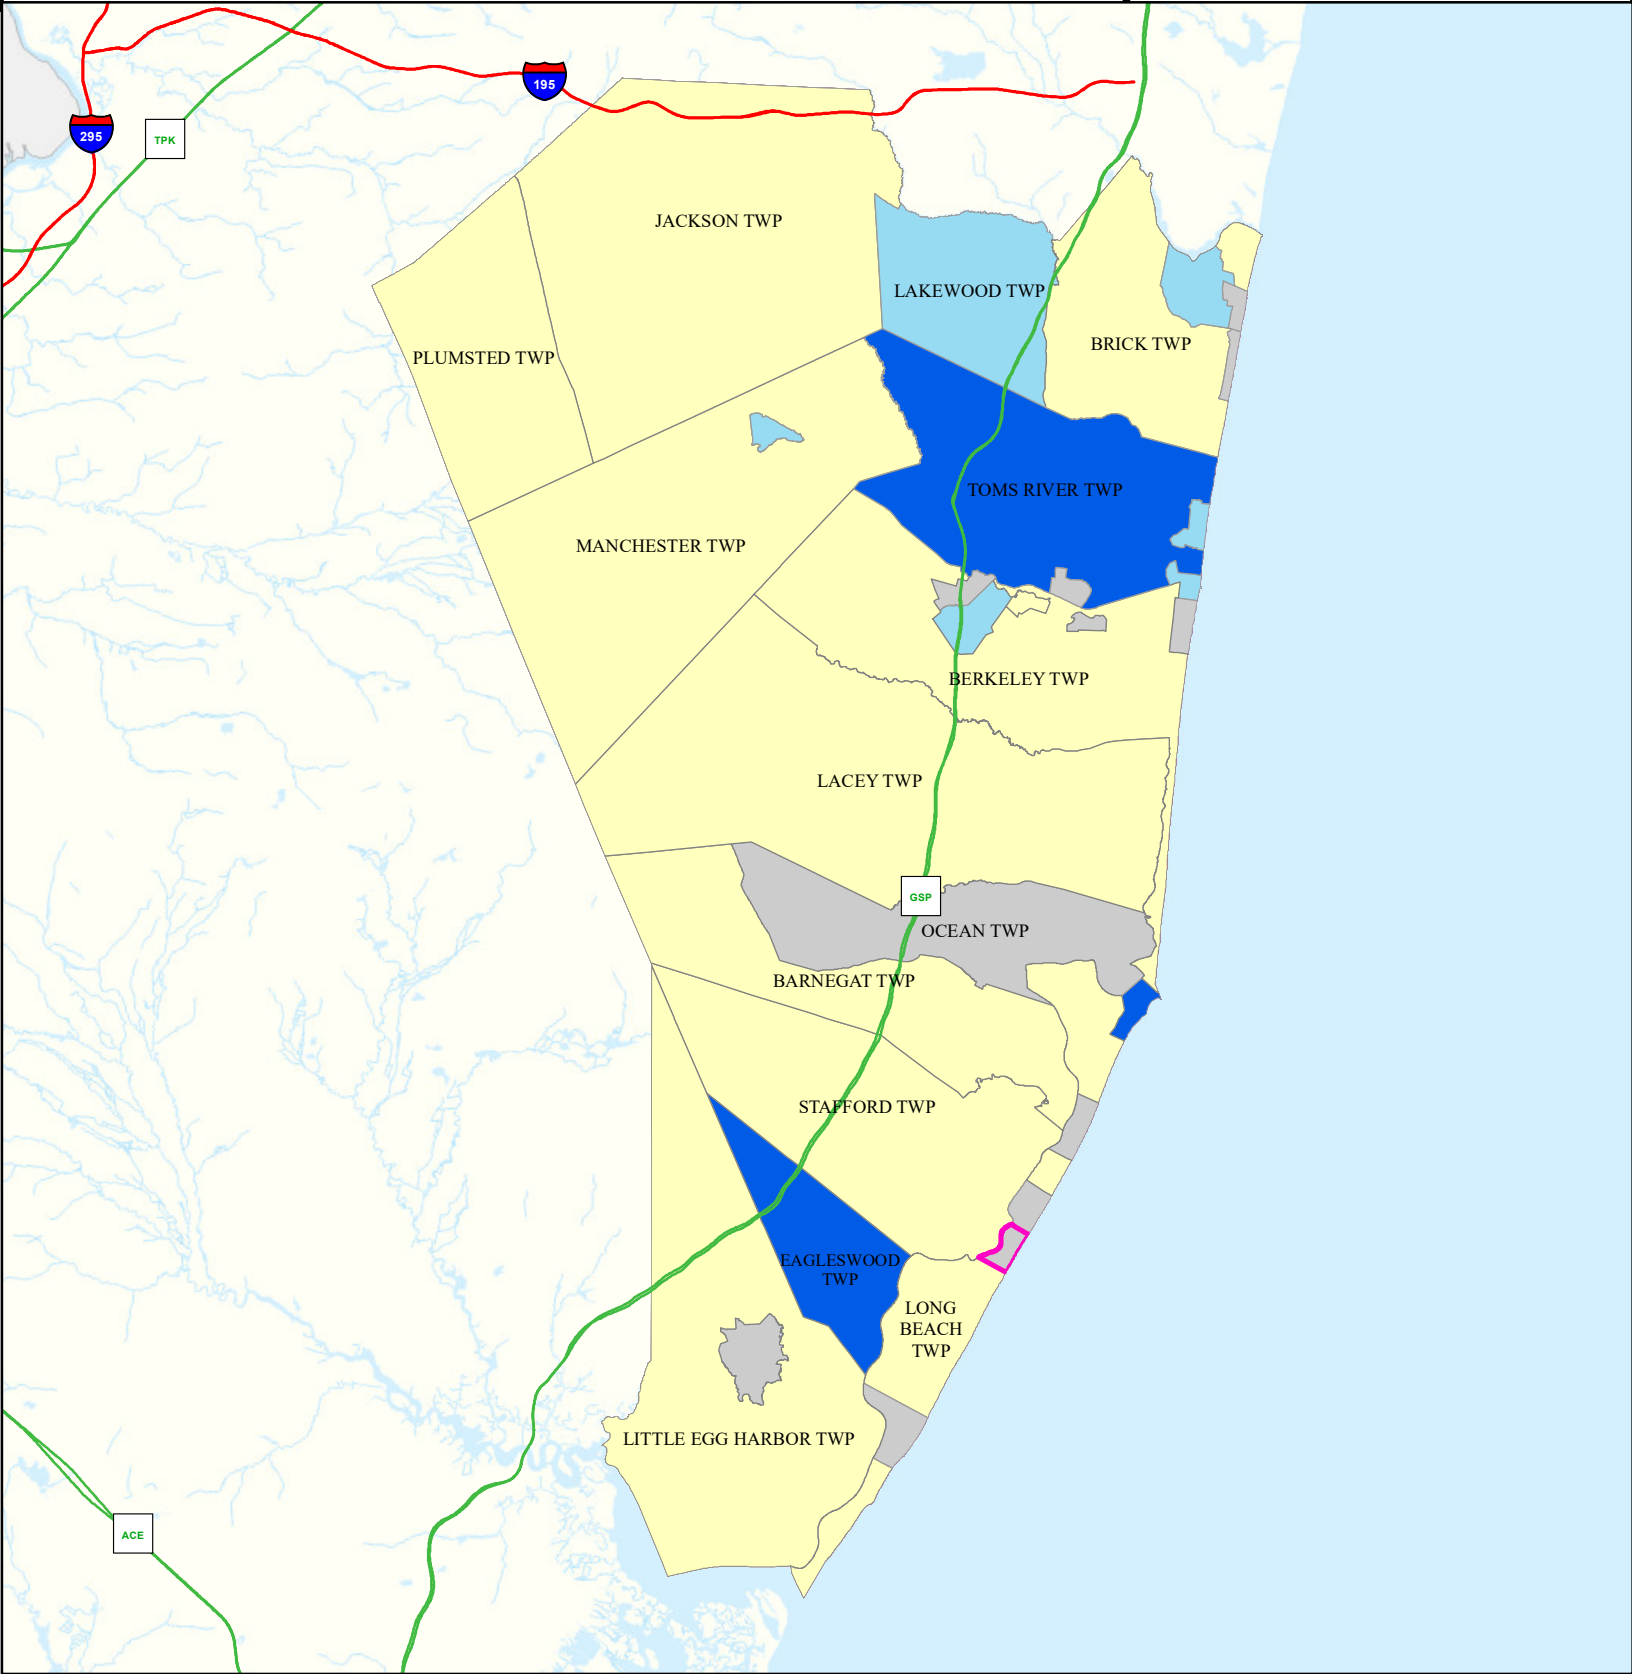 195
295
TPK
JACKSON TWP
LAKEWOOD TWP
BRICK TWP
PLUMSTED TWP
TOMS RIVER TWP
MANCHESTER TWP
BERKELEY TWP
LACEY TWP
GSP
OCEAN TWP
BARNEGAT TWP
STAFFORD TWP
EAGLESWOOD
TWP
LONG
BEACH
TWP
LITTLE EGG HARBOR TWP
ACE